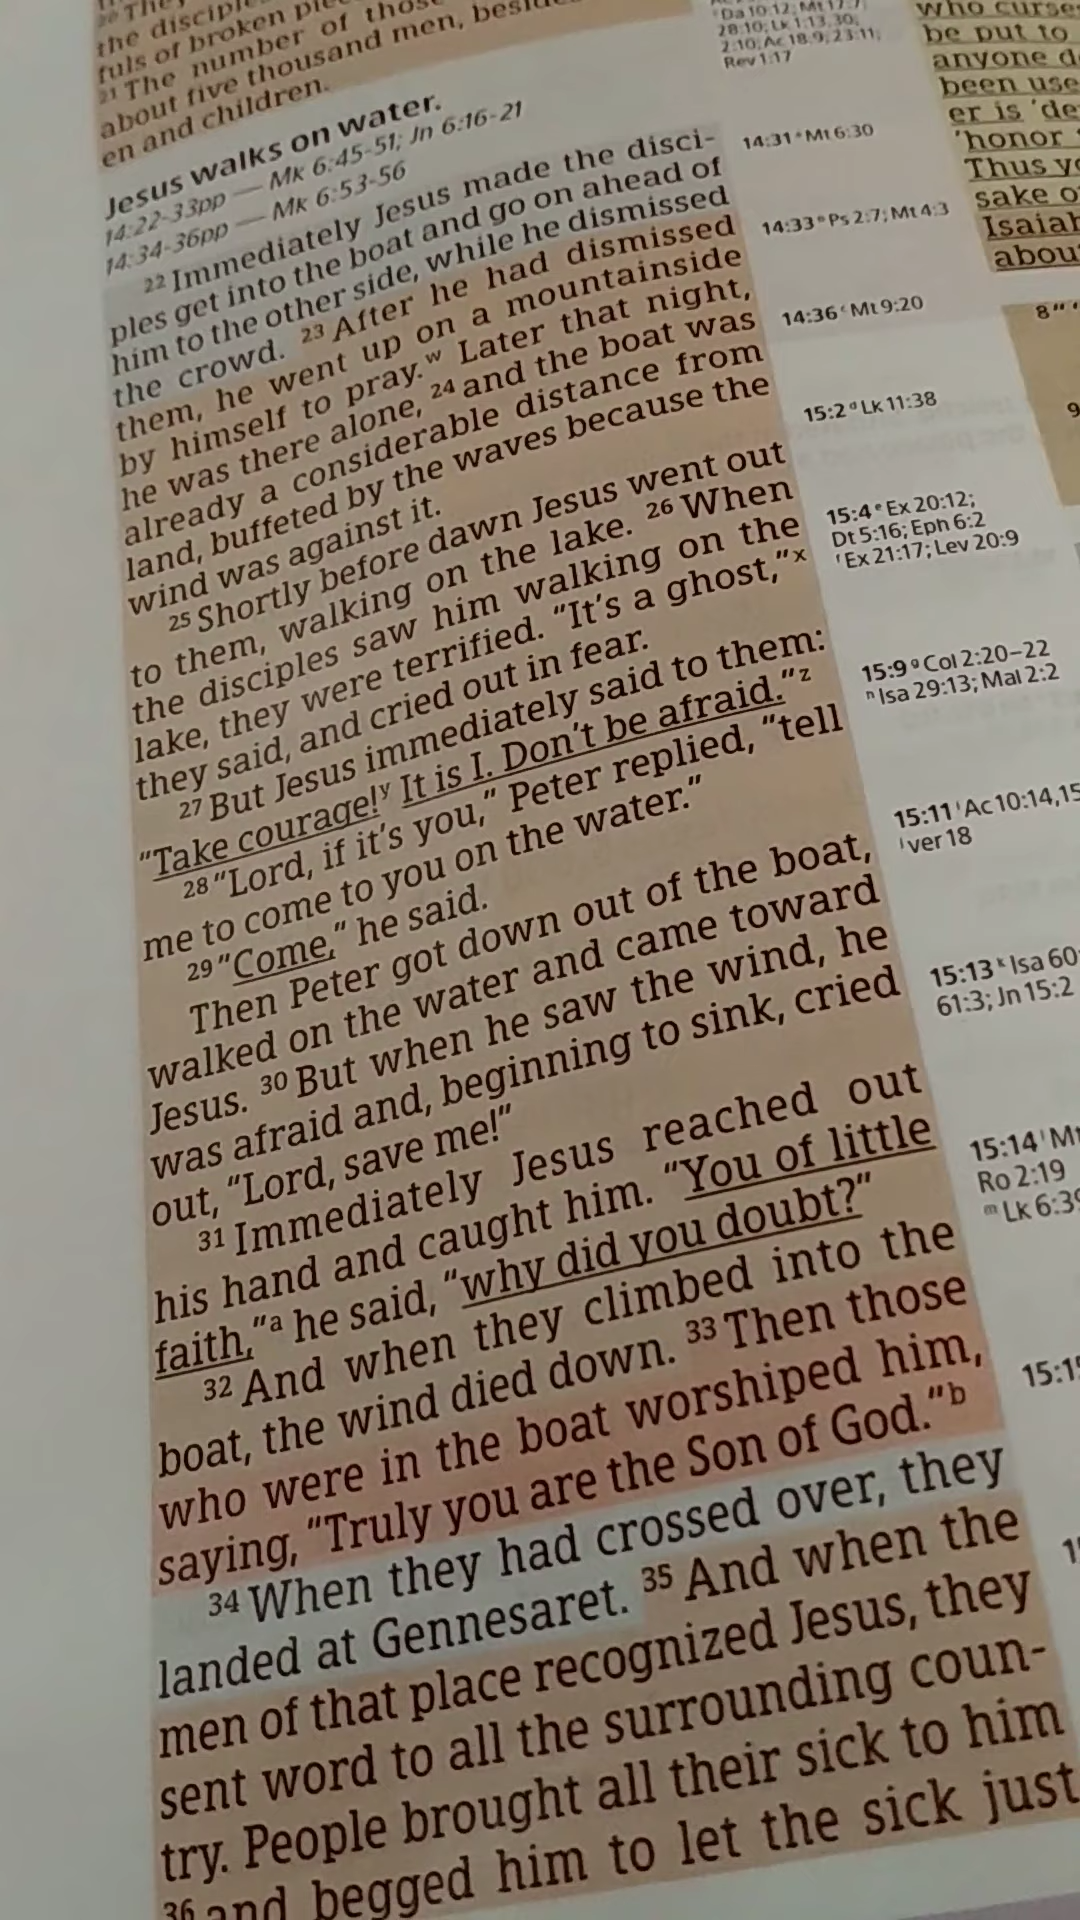 20 They
the disciple
fuls of broken pie
21 The number of thos
about five thousand men, besid
en and children.
Jesus walks on water.
14:22-33pp — Mk 6:45-51; Jn 6:16-21
14:34-36pp — Mk 6:53-56
22 Immediately Jesus made the disci-
ples get into the boat and go on ahead of
him to the other side, while he dismissed
the crowd. 23 After he had dismissed
them, he went up on a mountainside
by himself to pray.w Later that night,
he was there alone, 24 and the boat was
already a considerable distance from
land, buffeted by the waves because the
wind was against it.
25 Shortly before dawn Jesus went out
to them, walking on the lake. 26 When
the disciples saw him walking on the
lake, they were terrified. "It's a ghost,"x
they said, and cried out in fear.
27 But Jesus immediately said to them:
"Take courage!y It is I. Don't be afraid."z
28 "Lord, if it's you," Peter replied, "tell
me to come to you on the water."
29 "Come," he said.
Then Peter got down out of the boat,
walked on the water and came toward
Jesus. 30 But when he saw the wind, he
was afraid and, beginning to sink, cried
out, "Lord, save me!"
31 Immediately Jesus reached out
his hand and caught him. "You of little
faith,"a he said, "why did you doubt?"
32 And when they climbed into the
boat, the wind died down. 33 Then those
who were in the boat worshiped him,
saying, "Truly you are the Son of God."b
34 When they had crossed over, they
landed at Gennesaret. 35 And when the
men of that place recognized Jesus, they
sent word to all the surrounding coun-
try. People brought all their sick to him
36 and begged him to let the sick just
Da 10:12; Mt 17:7;
28:10; Lk 1:13,30;
2:10; Ac 18:9; 23:11;
Rev 1:17
14:31 a Mt 6:30
14:33 b Ps 2:7; Mt 4:3
14:36 c Mt 9:20
15:2 d Lk 11:38
15:4 e Ex 20:12;
Dt 5:16; Eph 6:2
f Ex 21:17; Lev 20:9
15:9 g Col 2:20-22
h Isa 29:13; Mal 2:2
15:11 i Ac 10:14,15
j ver 18
15:13 k Isa 60
61:3; Jn 15:2
15:14 l Mt
Ro 2:19
m Lk 6:39
15:15
who curse
be put to
anyone d
been use
er is 'de
'honor
Thus yo
sake o
Isaiah
about
8 "
9